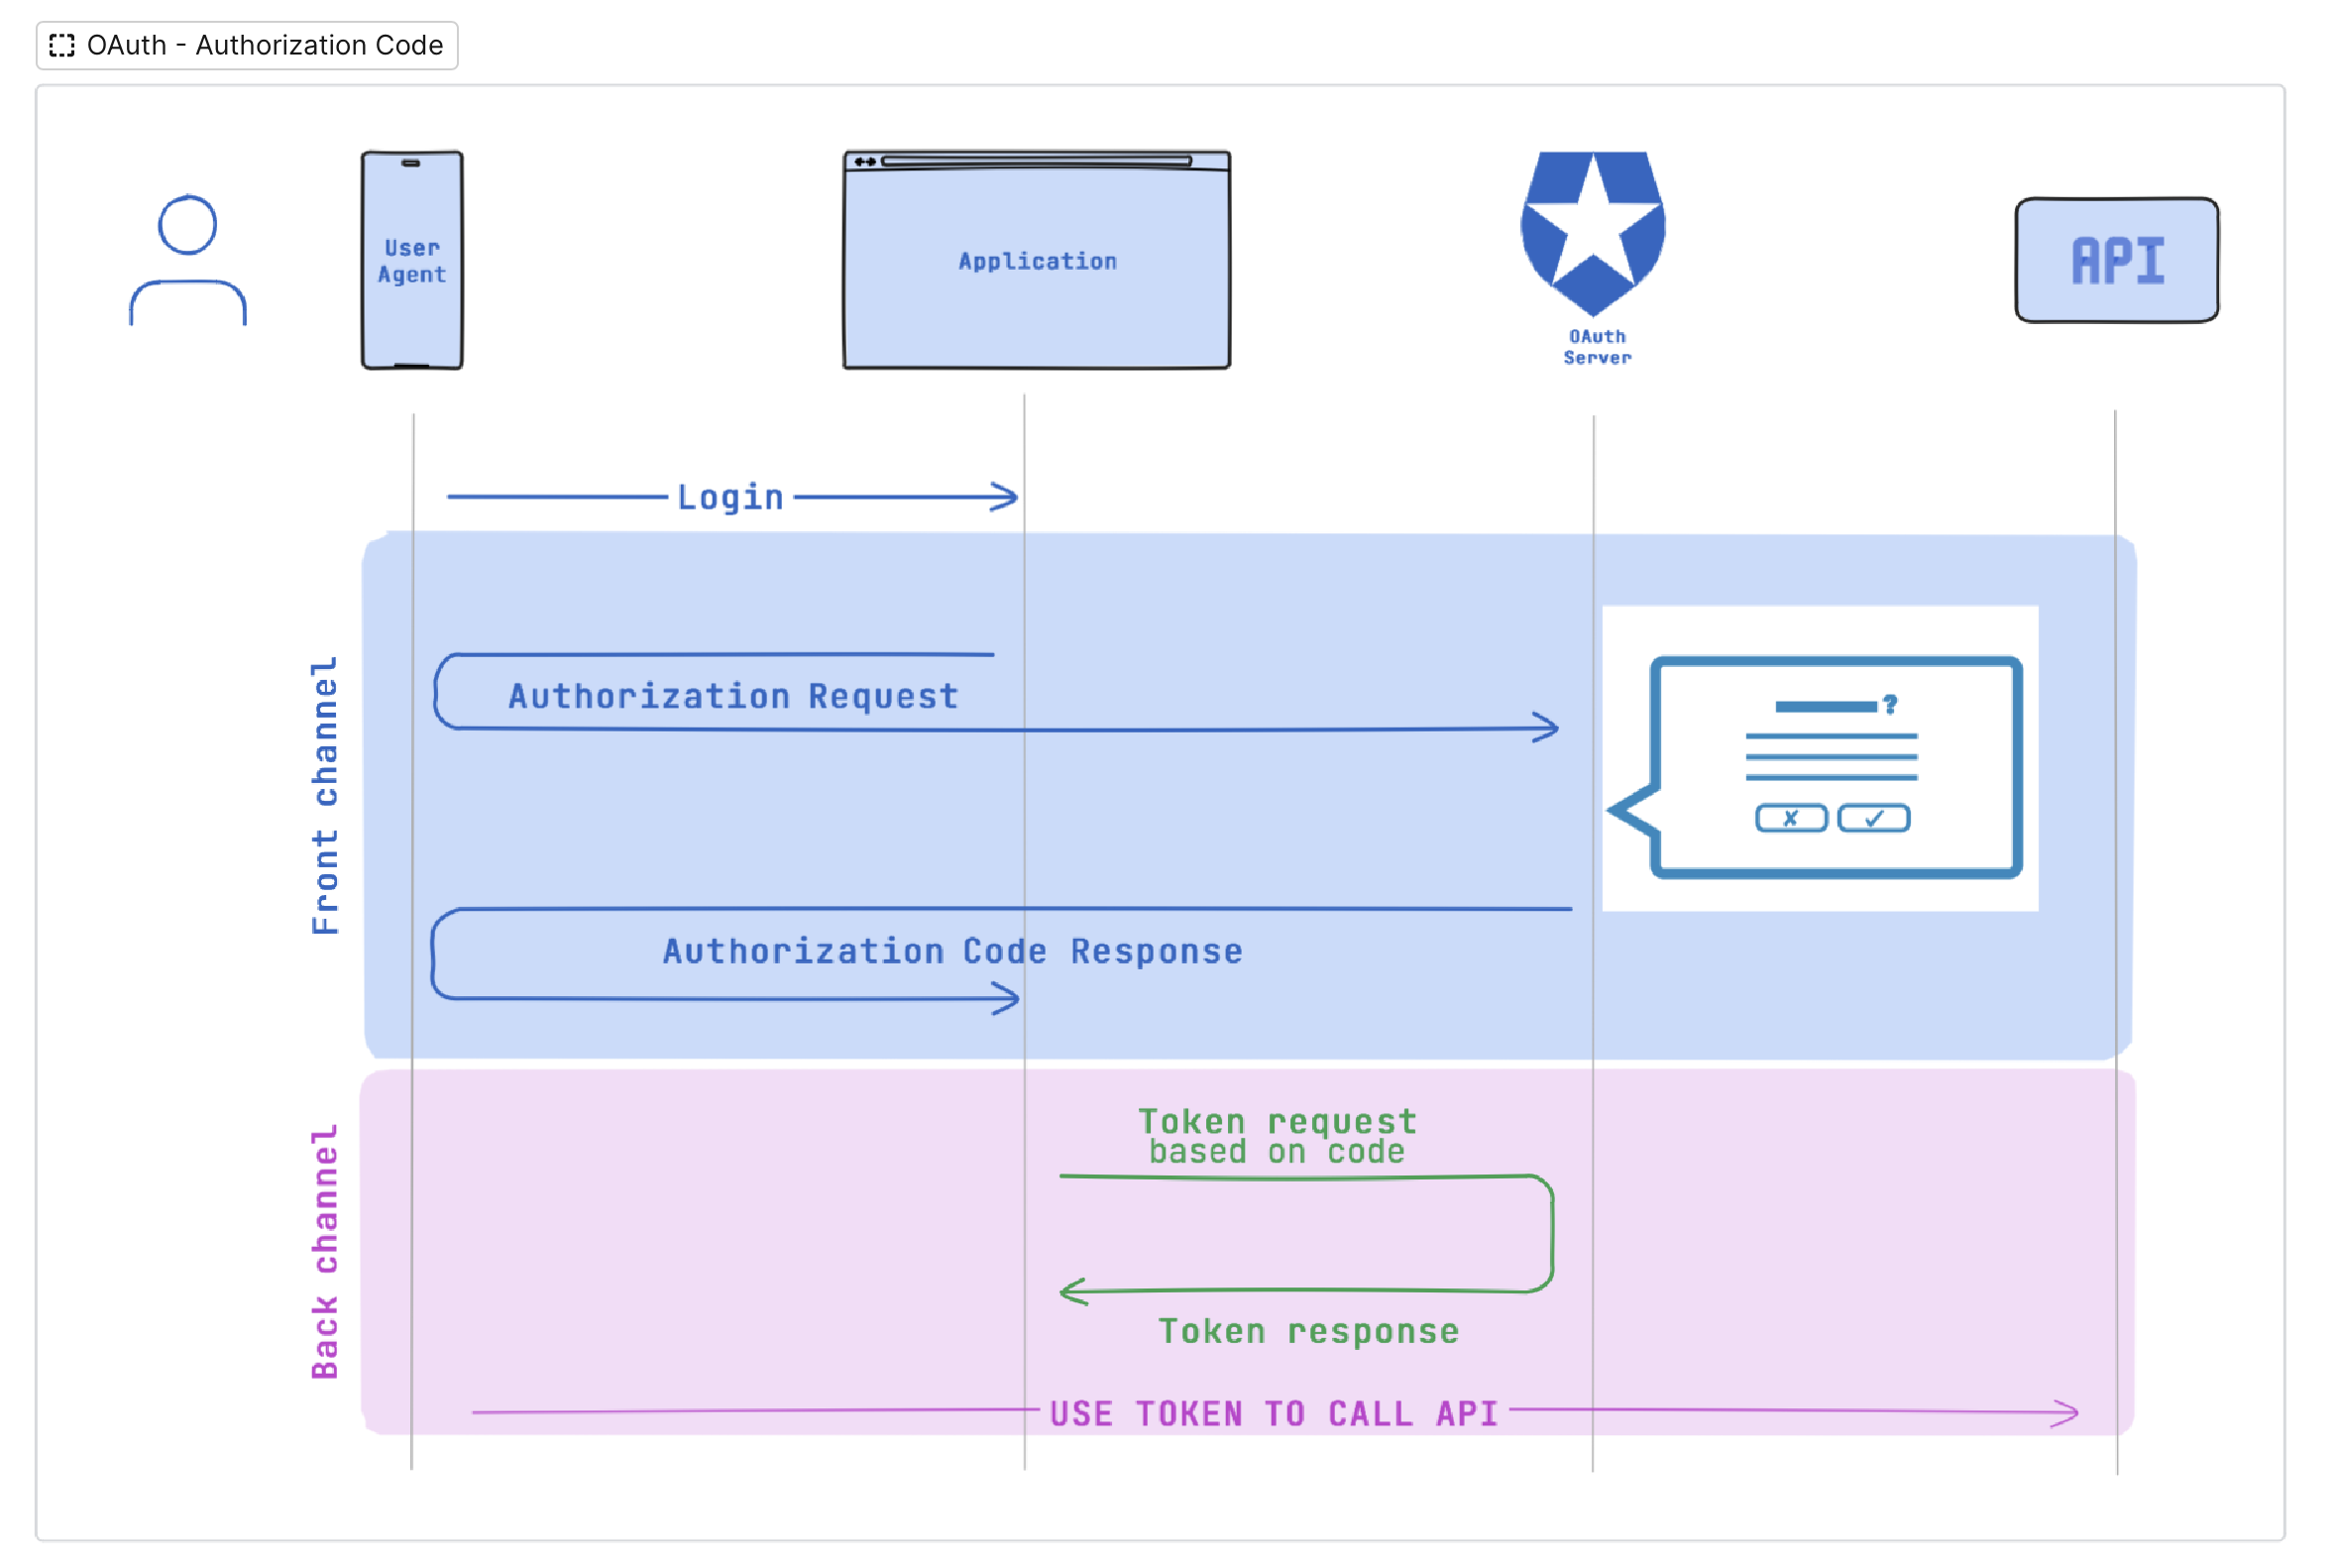 OAuth - Authorization Code
User
Agent
Application
OAuth
Server
API
Login
Front channel
Authorization Request
?
Authorization Code Response
Back channel
Token request
based on code
Token response
USE TOKEN TO CALL API